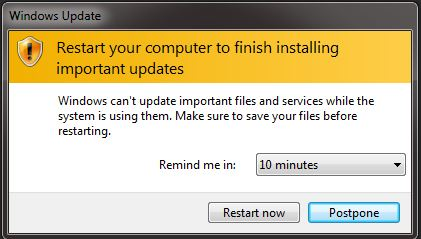 Windows Update
Restart your computer to finish installing
important updates
Windows can't update important files and services while the
system is using them. Make sure to save your files before
restarting.
Remind me in: 10 minutes
Restart now Postpone